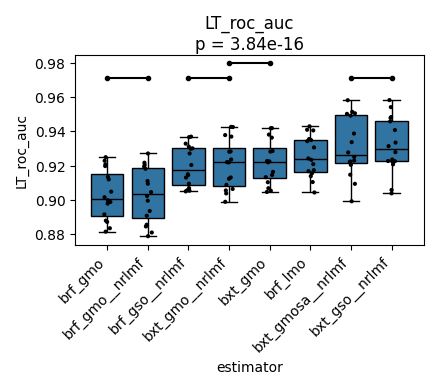 LT_roc_auc
p = 3.84e-16
LT_roc_auc
0.98
0.96
0.94
0.92
0.90
0.88
brf_gmo
brf_gmo__nrlmf
brf_gso__nrlmf
bxt_gmo__nrlmf
bxt_gmo
brf_lmo
bxt_gmosa__nrlmf
bxt_gso__nrlmf
estimator